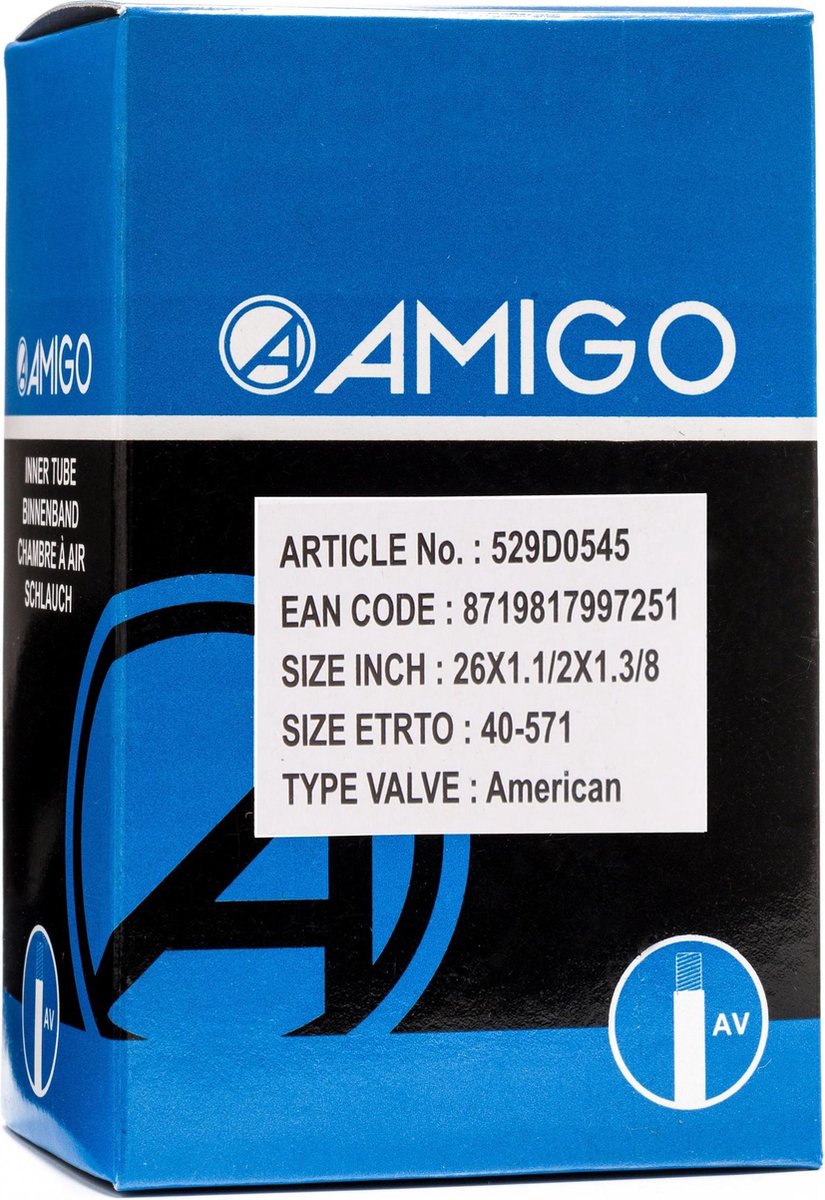 AMIGO
AMIGO
INNER TUBE
BINNENBAND
CHAMBRE À AIR
SCHLAUCH
ARTICLE No. : 529D0545
EAN CODE : 8719817997251
SIZE INCH : 26X1.1/2X1.3/8
SIZE ETRTO : 40-571
TYPE VALVE : American
AV
AV